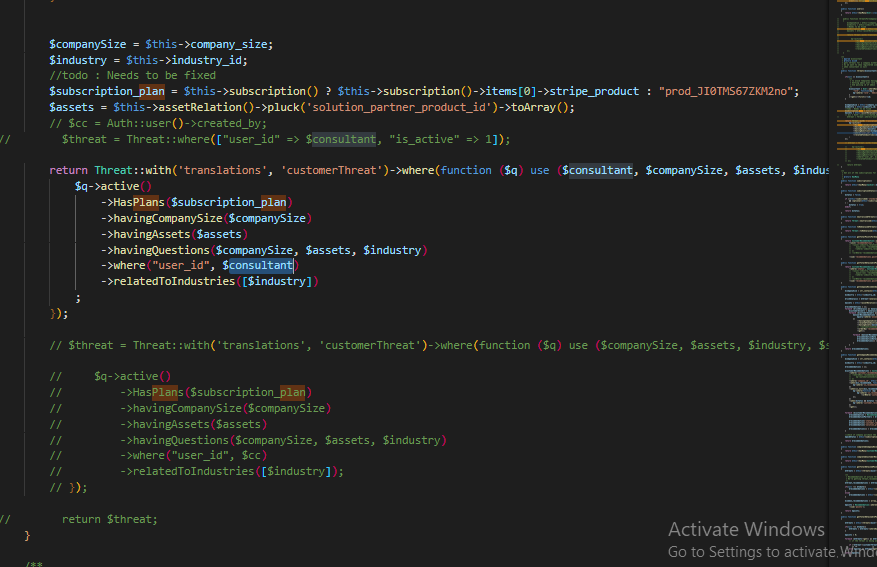 $companySize = $this->company_size;
$industry = $this->industry_id;
//todo : Needs to be fixed
$subscription_plan = $this->subscription() ? $this->subscription()->items[0]->stripe_product : "prod_JI0TMS67ZKM2no";
$assets = $this->assetRelation()->pluck('solution_partner_product_id')->toArray();
// $cc = Auth::user()->created_by;
// $threat = Threat::where(["user_id" => $consultant, "is_active" => 1]);
return Threat::with('translations', 'customerThreat')->where(function ($q) use ($consultant, $companySize, $assets, $indus
$q->active()
->HasPlans($subscription_plan)
->havingCompanySize($companySize)
->havingAssets($assets)
->havingQuestions($companySize, $assets, $industry)
->where("user_id", $consultant)
->relatedToIndustries([$industry])
;
});
// $threat = Threat::with('translations', 'customerThreat')->where(function ($q) use ($companySize, $assets, $industry, $s
// $q->active()
// ->HasPlans($subscription_plan)
// ->havingCompanySize($companySize)
// ->havingAssets($assets)
// ->havingQuestions($companySize, $assets, $industry)
// ->where("user_id", $cc)
// ->relatedToIndustries([$industry]);
// });
// return $threat;
}
/**
Activate Windows
Go to Settings to activate Windo